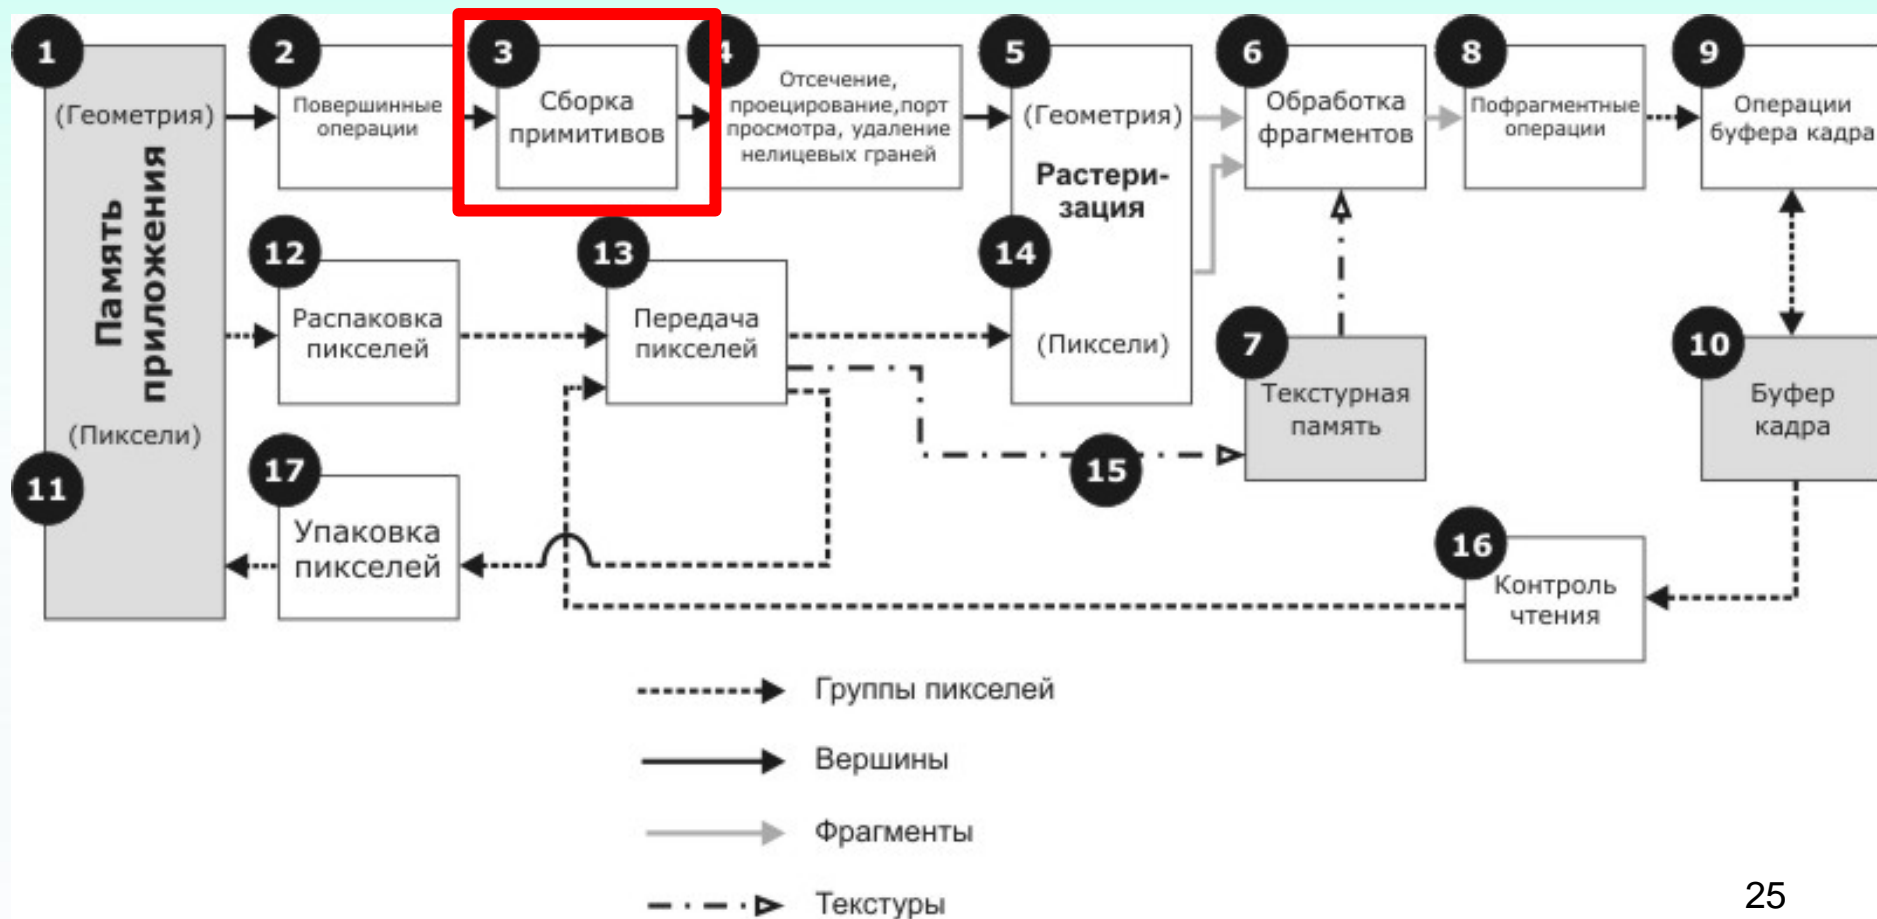 1
(Геометрия)
Память
приложения
(Пиксели)
11
2
Повершинные
операции
3
Сборка
примитивов
4
Отсечение,
проецирование,порт
просмотра, удаление
нелицевых граней
5
(Геометрия)
Растери-
зация
14
(Пиксели)
6
Обработка
фрагментов
8
Пофрагментные
операции
9
Операции
буфера кадра
12
Распаковка
пикселей
13
Передача
пикселей
7
Текстурная
память
10
Буфер
кадра
17
Упаковка
пикселей
15
16
Контроль
чтения
Группы пикселей
Вершины
Фрагменты
Текстуры
25